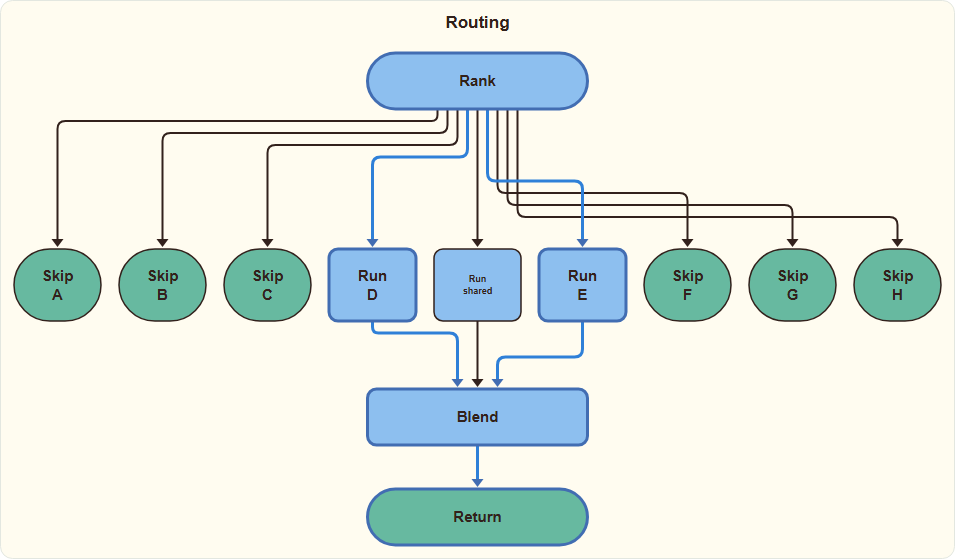 Routing
Rank
Skip
A
Skip
B
Skip
C
Run
D
Run
shared
Run
E
Skip
F
Skip
G
Skip
H
Blend
Return